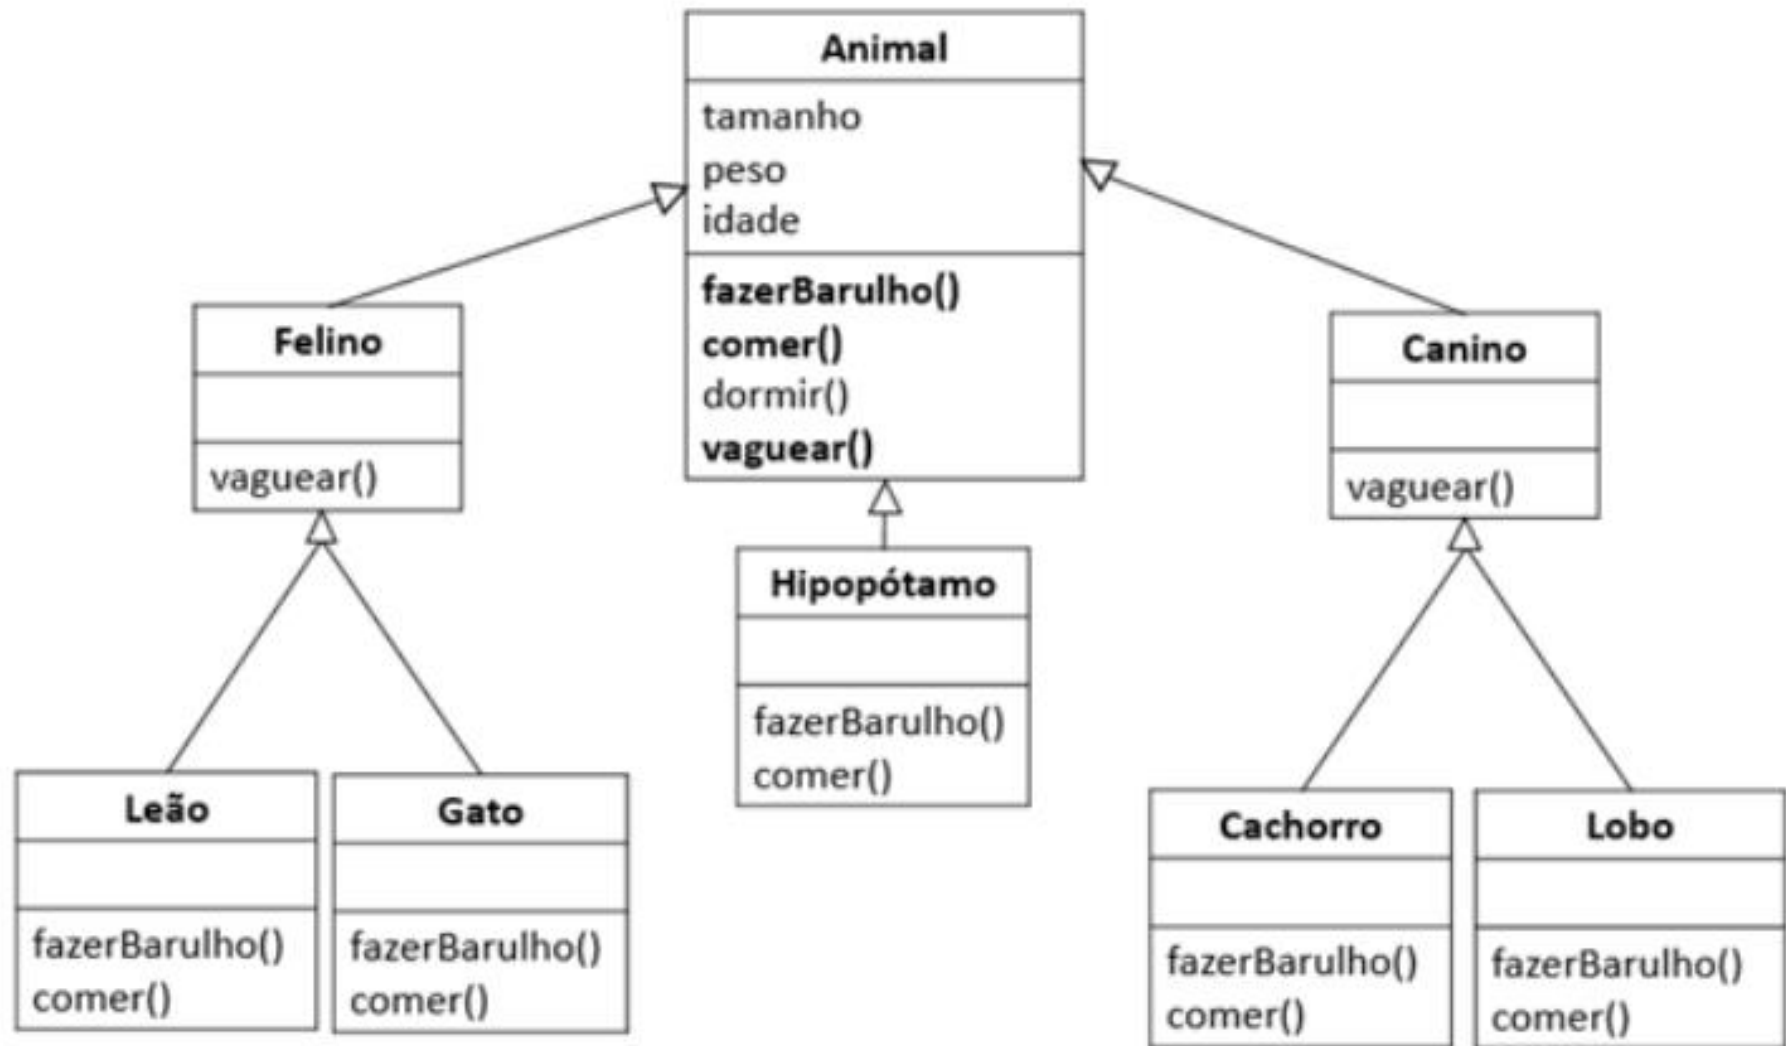 Animal
tamanho
peso
idade
fazerBarulho()
comer()
dormir()
vaguear()
Felino
vaguear()
Canino
vaguear()
Hipopótamo
fazerBarulho()
comer()
Leão
fazerBarulho()
comer()
Gato
fazerBarulho()
comer()
Cachorro
fazerBarulho()
comer()
Lobo
fazerBarulho()
comer()